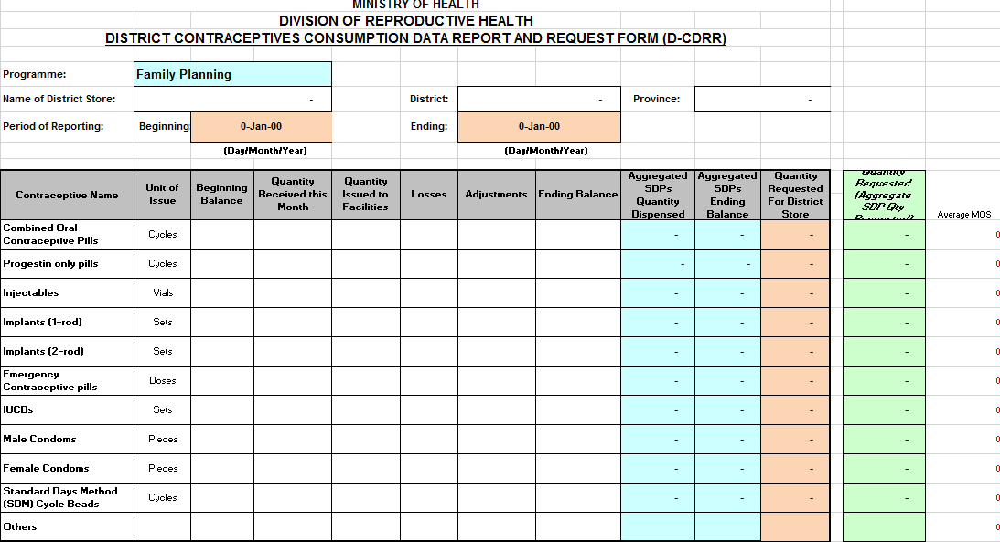 MINISTRY OF HEALTH
DIVISION OF REPRODUCTIVE HEALTH
DISTRICT CONTRACEPTIVES CONSUMPTION DATA REPORT AND REQUEST FORM (D-CDRR)
Programme: Family Planning
Name of District Store: - District: - Province: -
Period of Reporting: Beginning 0-Jan-00 Ending: 0-Jan-00
(Day/Month/Year) (Day/Month/Year)
Contraceptive Name
Unit of
Issue
Beginning
Balance
Quantity
Received this
Month
Quantity
Issued to
Facilities
Losses
Adjustments
Ending Balance
Aggregated
SDPs
Quantity
Dispensed
Aggregated
SDPs
Ending
Balance
Quantity
Requested
For District
Store
Quantity
Requested
(Aggregate
SDP Qty
Requested)
Average MOS
Combined Oral
Contraceptive Pills
Cycles - - - - 0
Progestin only pills Cycles - - - - 0
Injectables Vials - - - - 0
Implants (1-rod) Sets - - - - 0
Implants (2-rod) Sets - - - - 0
Emergency
Contraceptive pills
Doses - - - - 0
IUCDs Sets - - - - 0
Male Condoms Pieces - - - - 0
Female Condoms Pieces - - - - 0
Standard Days Method
(SDM) Cycle Beads
Cycles - - - - 0
Others 0